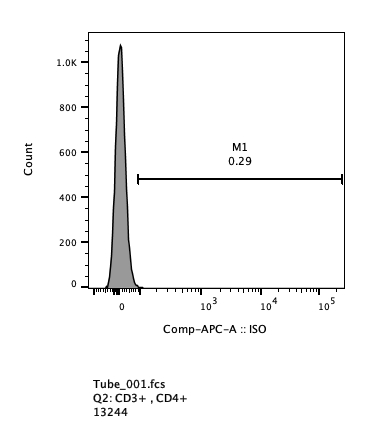 1.0K
800
600
400
200
0
Count
M1
0.29
0 10³ 10⁴ 10⁵
Comp-APC-A :: ISO
Tube_001.fcs
Q2: CD3+ , CD4+
13244